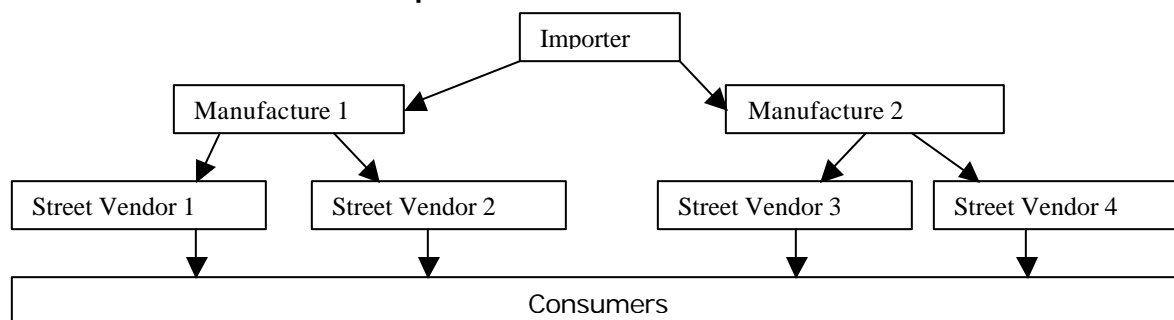 Importer
Manufacture 1
Manufacture 2
Street Vendor 1
Street Vendor 2
Street Vendor 3
Street Vendor 4
Consumers